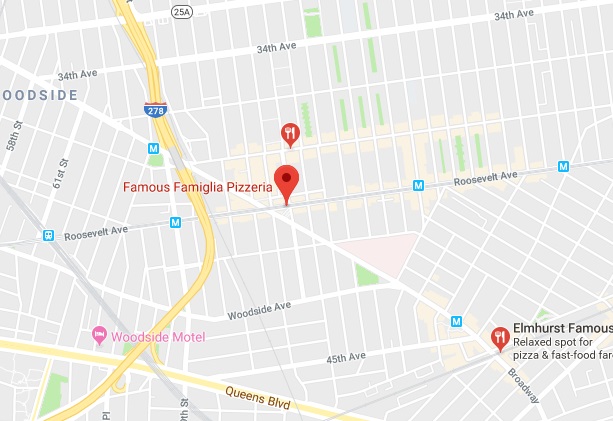 25A
34th Ave
34th Ave
34th Ave
OODSIDE
278
58th St
M
61st St
M
M
Famous Famiglia Pizzeria
Roosevelt Ave
M
Roosevelt Ave
Woodside Ave
M
Elmhurst Famous
Relaxed spot for
pizza & fast-food far
Woodside Motel
45th Ave
Broadway
Queens Blvd
Pl
0th St